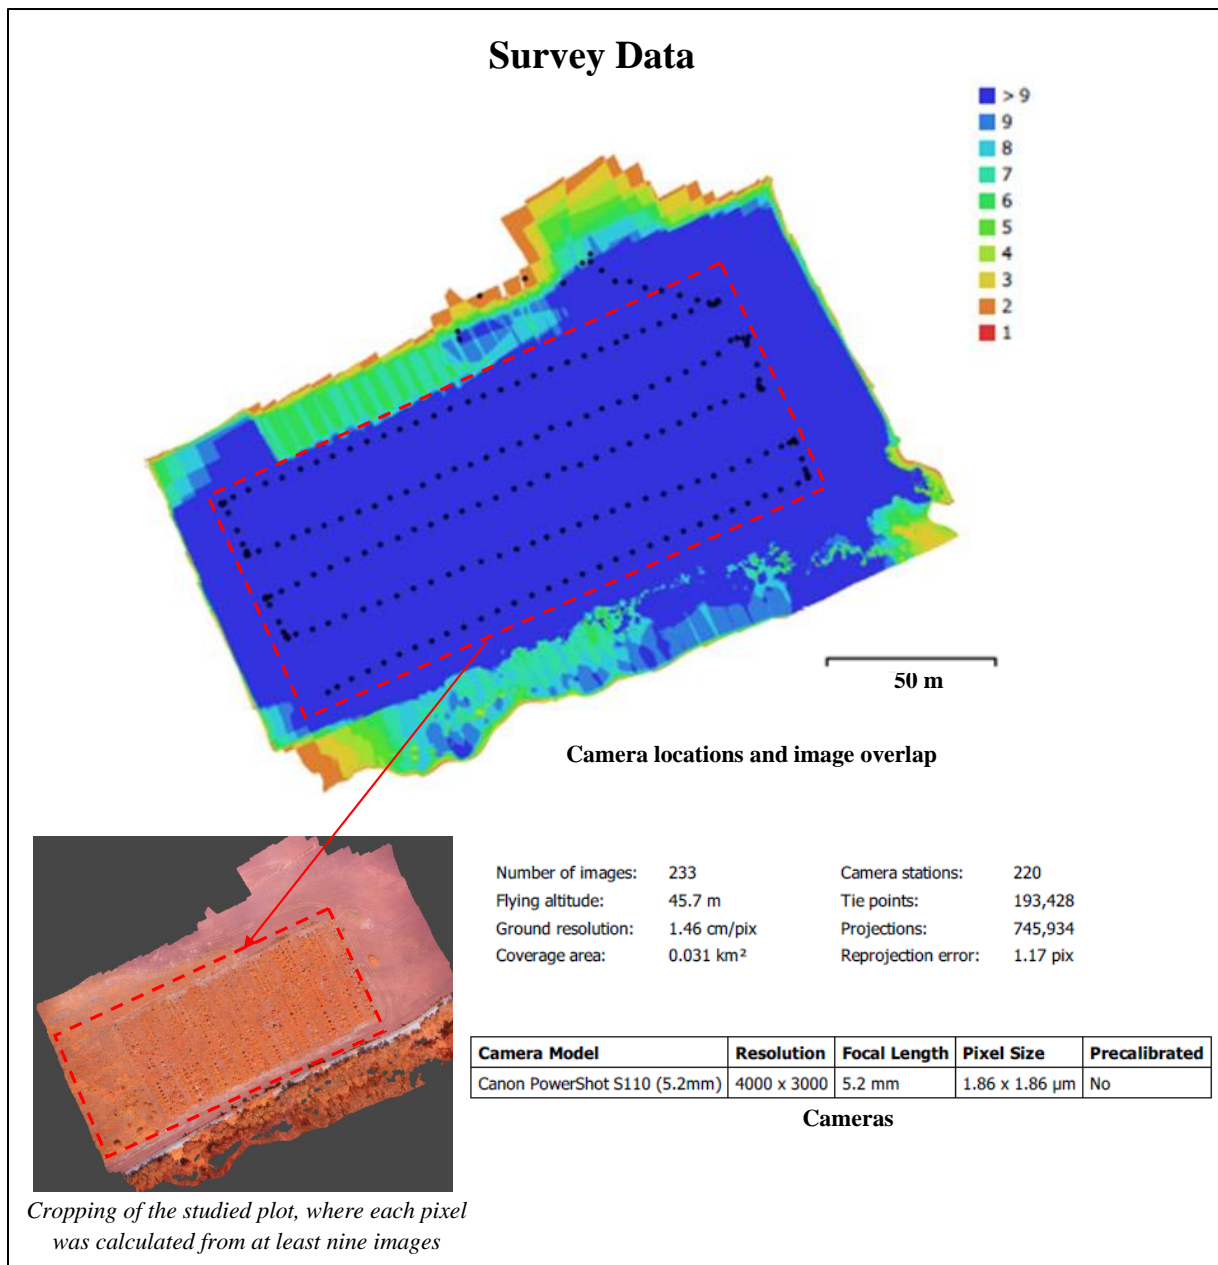 Survey Data
> 9
9
8
7
6
5
4
3
2
1
50 m
Camera locations and image overlap
Number of images: 233 Camera stations: 220
Flying altitude: 45.7 m Tie points: 193,428
Ground resolution: 1.46 cm/pix Projections: 745,934
Coverage area: 0.031 km² Reprojection error: 1.17 pix
Camera Model Resolution Focal Length Pixel Size Precalibrated
Canon PowerShot S110 (5.2mm) 4000 x 3000 5.2 mm 1.86 x 1.86 μm No
Cameras
Cropping of the studied plot, where each pixel
was calculated from at least nine images